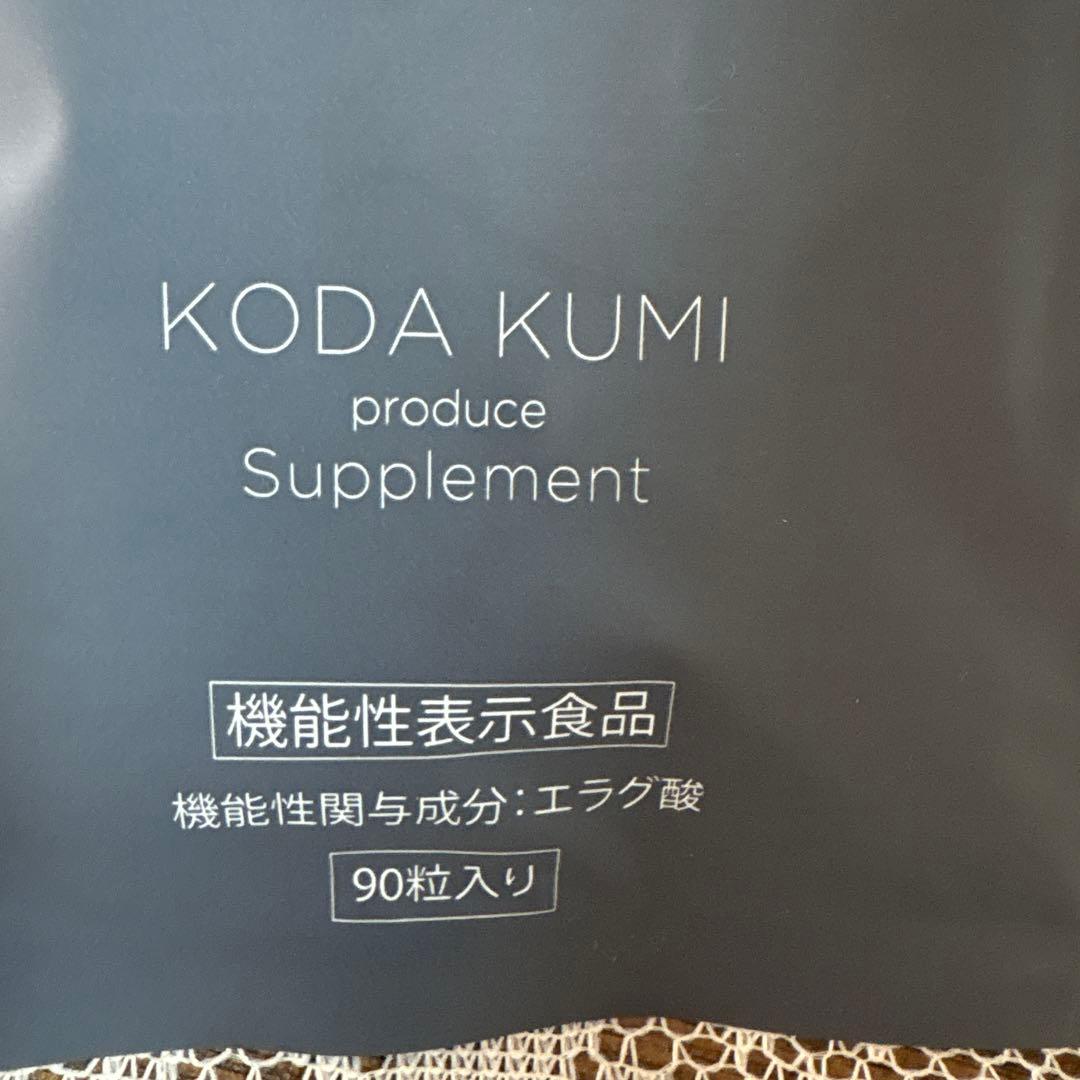 KODA KUMI
produce
Supplement
機能性表示食品
機能性関与成分：エラグ酸
90粒入り